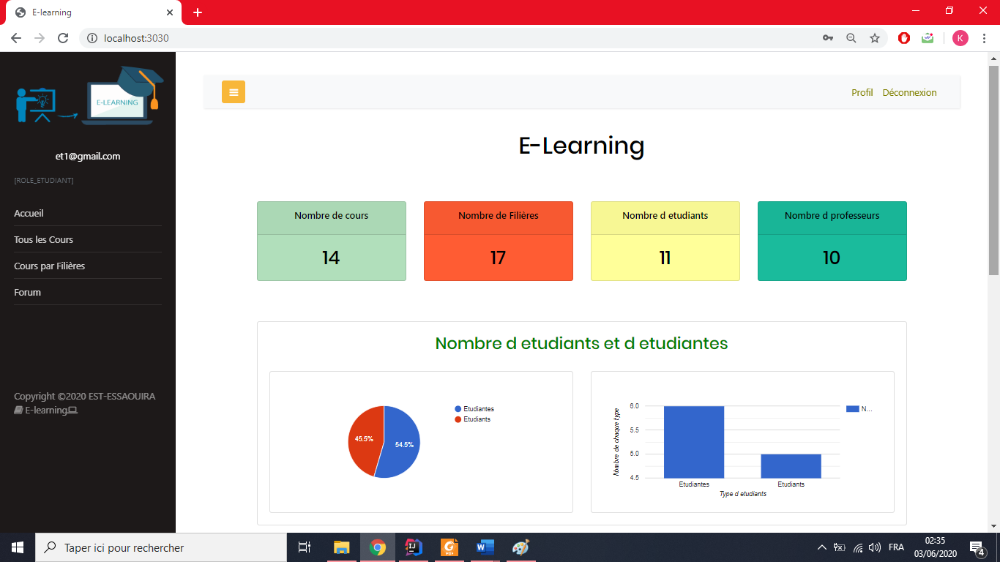 E-learning
localhost:3030
K
E-LEARNING
et1@gmail.com
[ROLE_ETUDIANT]
Accueil
Tous les Cours
Cours par Filières
Forum
Copyright ©2020 EST-ESSAOUIRA
E-learning
Profil Déconnexion
E-Learning
Nombre de cours
14
Nombre de Filières
17
Nombre d etudiants
11
Nombre d professeurs
10
Nombre d etudiants et d etudiantes
45.5%
54.5%
Etudiantes
Etudiants
Nombre de chaque type
6.0
5.5
5.0
4.5
Etudiantes
Etudiants
Type d etudiants
N...
Taper ici pour rechercher
IJ
PDF
W
FRA
02:35
03/06/2020
4